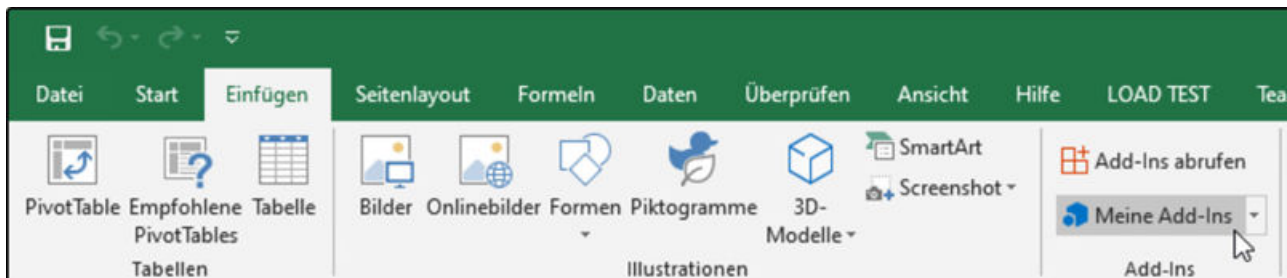 Datei Start Einfügen Seitenlayout Formeln Daten Überprüfen Ansicht Hilfe LOAD TEST Tea
PivotTable
Empfohlene
PivotTables
Tabelle
Tabellen
Bilder
Onlinebilder
Formen
Piktogramme
3D-
Modelle
SmartArt
Screenshot
Illustrationen
Add-Ins abrufen
Meine Add-Ins
Add-Ins